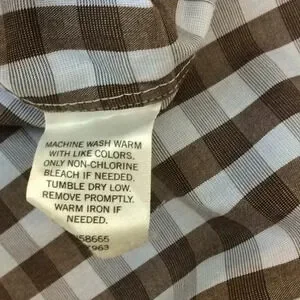 MACHINE WASH WARM
WITH LIKE COLORS.
ONLY NON-CHLORINE
BLEACH IF NEEDED.
TUMBLE DRY LOW.
REMOVE PROMPTLY.
WARM IRON IF
NEEDED.
58665